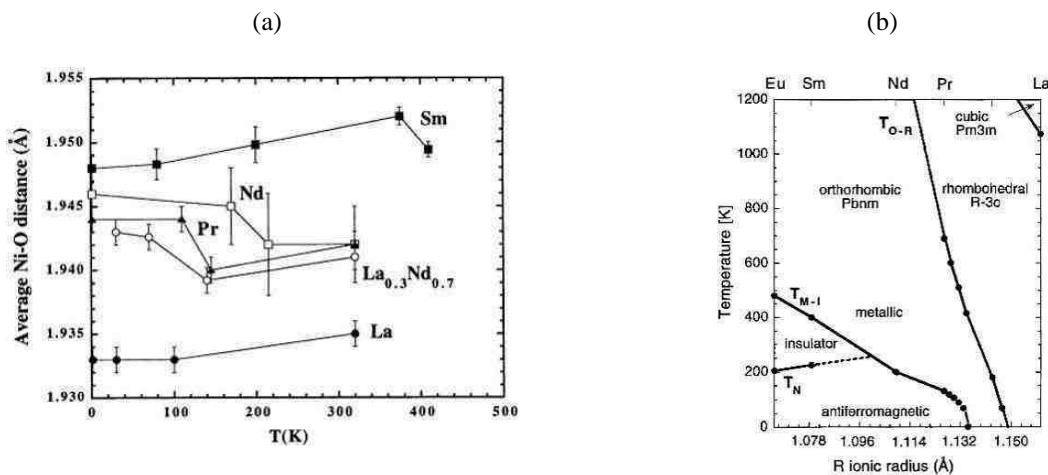 (a)
(b)
1.955
1.950
1.945
1.940
1.935
1.930
Average Ni-O distance (Å)
Sm
Nd
Pr
La0.3Nd0.7
La
0 100 200 300 400 500
T(K)
Eu Sm Nd Pr La
1200
1000
800
600
400
200
0
Temperature [K]
TO-R
cubic
Pm3m
orthorhombic
Pbnm
rhombohedral
R-3c
TM-I
metallic
insulator
TN
antiferromagnetic
1.078 1.096 1.114 1.132 1.150
R ionic radius (Å)